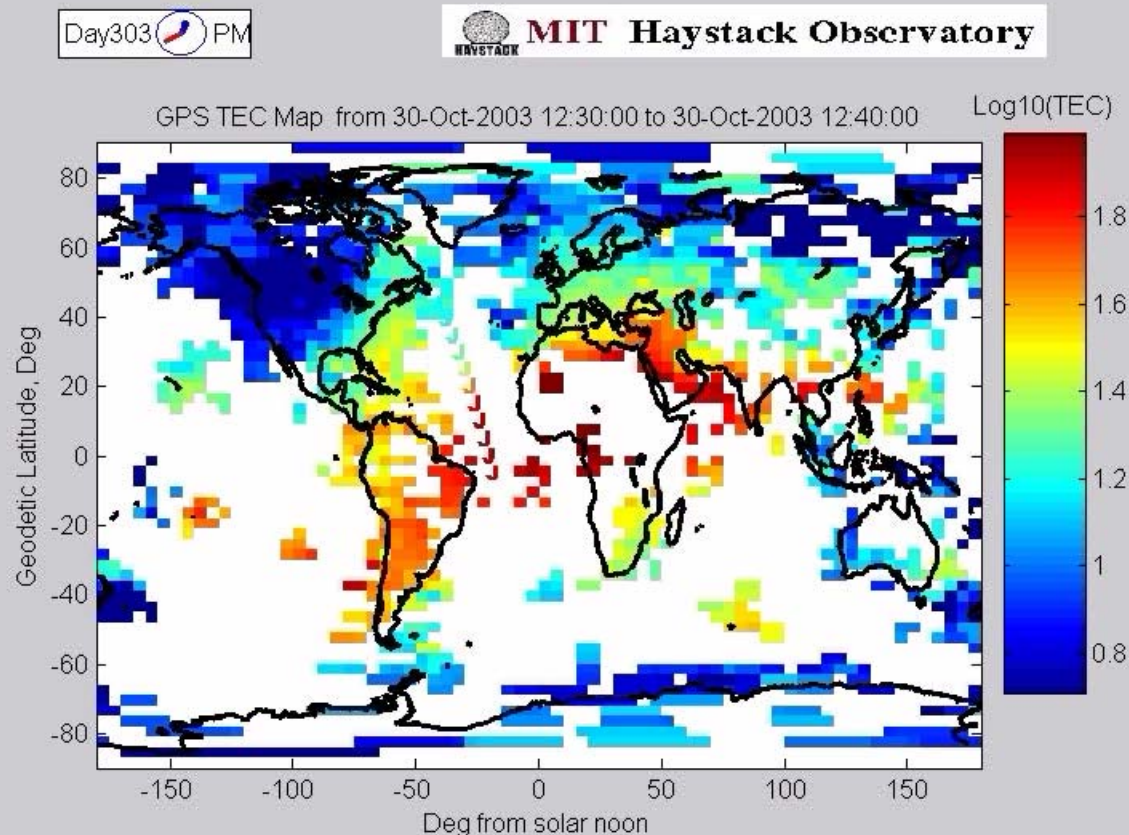 Day303 PM
HAYSTACK
MIT Haystack Observatory
GPS TEC Map from 30-Oct-2003 12:30:00 to 30-Oct-2003 12:40:00
Log10(TEC)
80
60
40
20
0
-20
-40
-60
-80
Geodetic Latitude, Deg
-150 -100 -50 0 50 100 150
Deg from solar noon
1.8
1.6
1.4
1.2
1
0.8